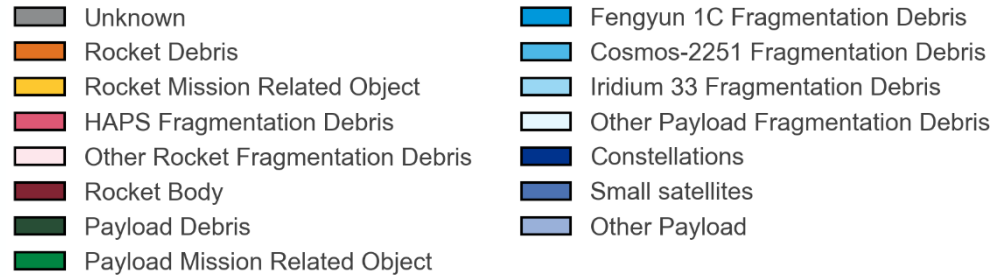 Unknown
Rocket Debris
Rocket Mission Related Object
HAPS Fragmentation Debris
Other Rocket Fragmentation Debris
Rocket Body
Payload Debris
Payload Mission Related Object
Fengyun 1C Fragmentation Debris
Cosmos-2251 Fragmentation Debris
Iridium 33 Fragmentation Debris
Other Payload Fragmentation Debris
Constellations
Small satellites
Other Payload